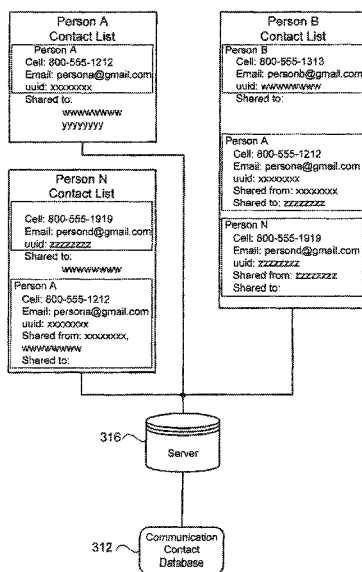 Person A
Contact List
Person A
Cell: 800-555-1212
Email: persona@gmail.com
uuid: xxxxxxxx
Shared to:
wwwwwwwww
yyyyyyyy
Person B
Contact List
Person B
Cell: 800-555-1313
Email: personb@gmail.com
uuid: wwwwwwwww
Shared to:
Person A
Cell: 800-555-1212
Email: persona@gmail.com
uuid: xxxxxxxx
Shared from: xxxxxxxx,
Shared to: zzzzzzzz
Person N
Cell: 800-555-1919
Email: persond@gmail.com
uuid: zzzzzzzz
Shared from: zzzzzzzz
Shared to:
Person N
Contact List
Cell: 800-555-1919
Email: persond@gmail.com
uuid: zzzzzzzz
Shared to:
wwwwwwwww
Person A
Cell: 800-555-1212
Email: persona@gmail.com
uuid: xxxxxxxx
Shared from: xxxxxxxx,
wwwwwwwww
Shared to:
316
Server
312
Communication
Contact
Database